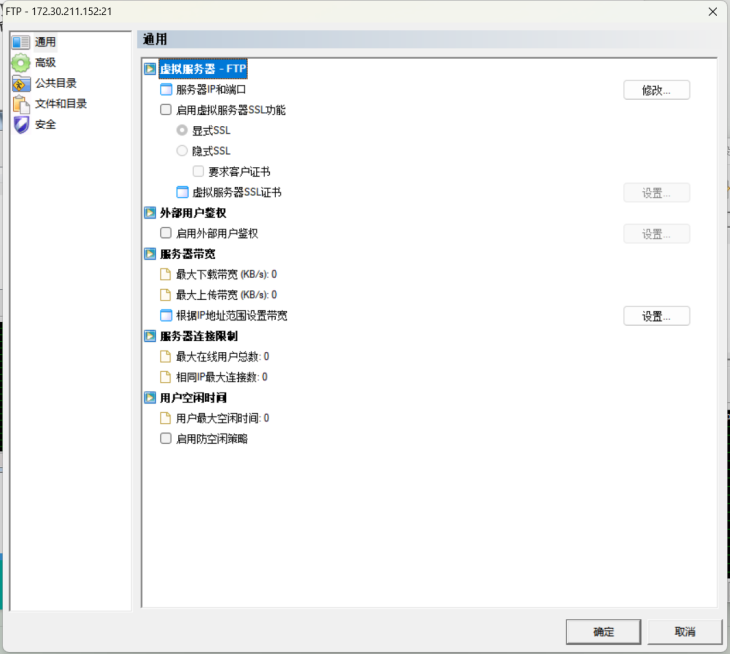 FTP - 172.30.211.152:21
通用
高级
公共目录
文件和目录
安全
通用
虚拟服务器 - FTP
服务器IP和端口
修改...
启用虚拟服务器SSL功能
显式SSL
隐式SSL
要求客户证书
虚拟服务器SSL证书
设置...
外部用户鉴权
启用外部用户鉴权
设置...
服务器带宽
最大下载带宽 (KB/s): 0
最大上传带宽 (KB/s): 0
根据IP地址范围设置带宽
设置...
服务器连接限制
最大在线用户总数: 0
相同IP最大连接数: 0
用户空闲时间
用户最大空闲时间: 0
启用防空闲策略
确定
取消